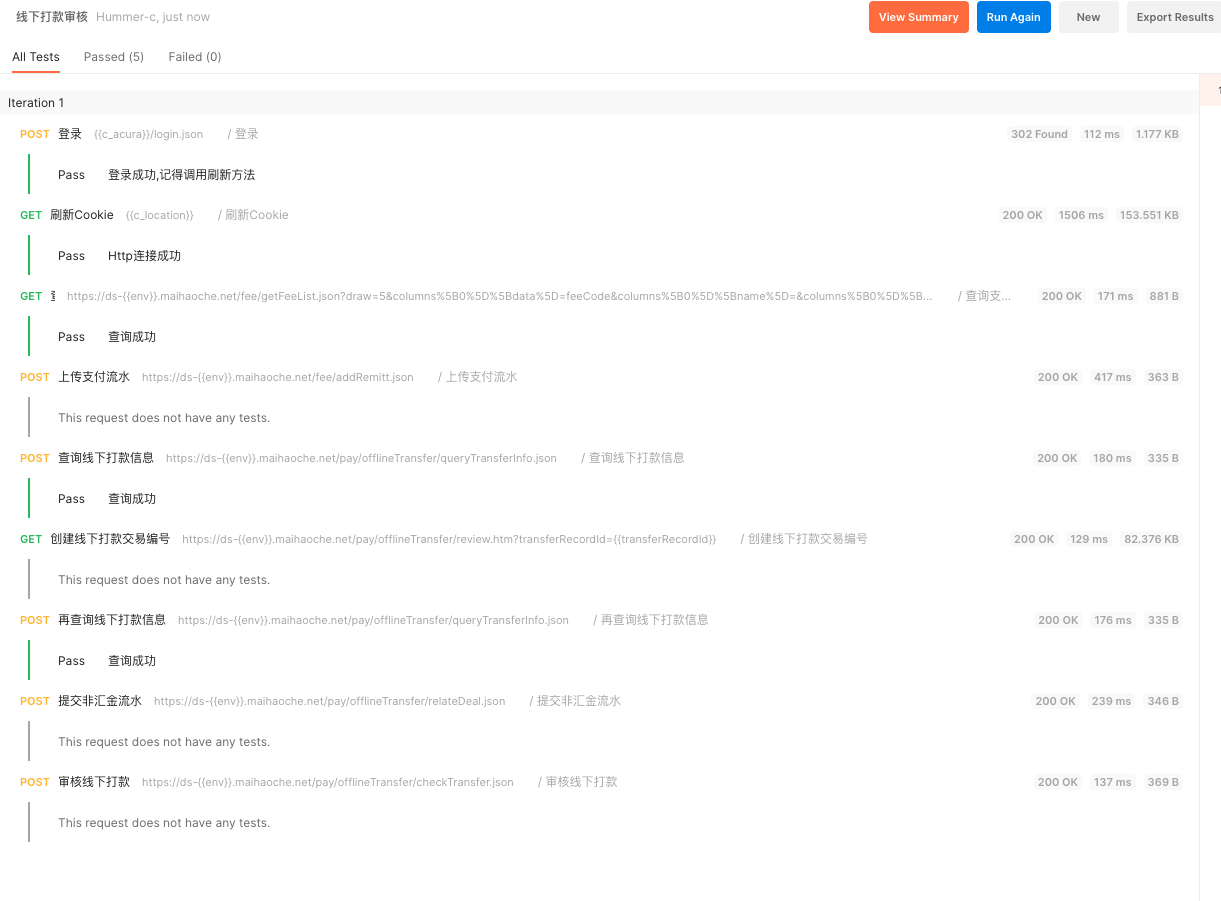 线下打款审核 Hummer-c, just now View Summary Run Again New Export Results
All Tests Passed (5) Failed (0)
Iteration 1
POST 登录 {{c_acura}}/login.json / 登录 302 Found 112 ms 1.177 KB
Pass 登录成功,记得调用刷新方法
GET 刷新Cookie {{c_location}} / 刷新Cookie 200 OK 1506 ms 153.551 KB
Pass Http连接成功
GET https://ds-{{env}}.maihaoche.net/fee/getFeeList.json?draw=5&columns%5B0%5D%5Bdata%5D=feeCode&columns%5B0%5D%5Bname%5D=&columns%5B0%5D%5B... / 查询支... 200 OK 171 ms 881 B
Pass 查询成功
POST 上传支付流水 https://ds-{{env}}.maihaoche.net/fee/addRemitt.json / 上传支付流水 200 OK 417 ms 363 B
This request does not have any tests.
POST 查询线下打款信息 https://ds-{{env}}.maihaoche.net/pay/offlineTransfer/queryTransferInfo.json / 查询线下打款信息 200 OK 180 ms 335 B
Pass 查询成功
GET 创建线下打款交易编号 https://ds-{{env}}.maihaoche.net/pay/offlineTransfer/review.htm?transferRecordId={{transferRecordId}} / 创建线下打款交易编号 200 OK 129 ms 82.376 KB
This request does not have any tests.
POST 再查询线下打款信息 https://ds-{{env}}.maihaoche.net/pay/offlineTransfer/queryTransferInfo.json / 再查询线下打款信息 200 OK 176 ms 335 B
Pass 查询成功
POST 提交非汇金流水 https://ds-{{env}}.maihaoche.net/pay/offlineTransfer/relateDeal.json / 提交非汇金流水 200 OK 239 ms 346 B
This request does not have any tests.
POST 审核线下打款 https://ds-{{env}}.maihaoche.net/pay/offlineTransfer/checkTransfer.json / 审核线下打款 200 OK 137 ms 369 B
This request does not have any tests.